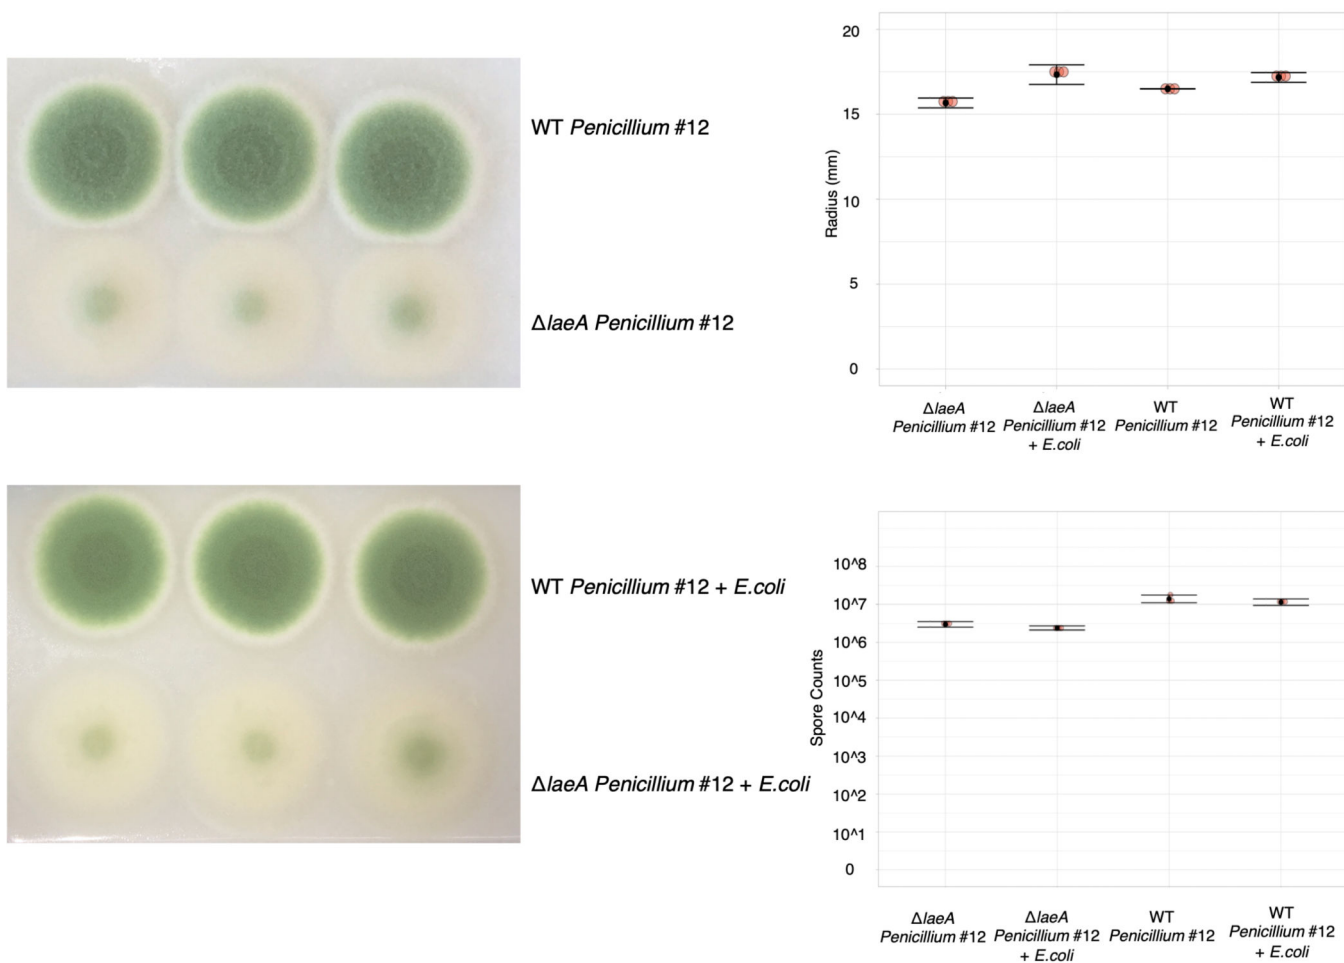 WT Penicillium #12
ΔlaeA Penicillium #12
WT Penicillium #12 + E.coli
ΔlaeA Penicillium #12 + E.coli
20
15
10
5
0
Radius (mm)
ΔlaeA
Penicillium #12
ΔlaeA
Penicillium #12
+ E.coli
WT
Penicillium #12
WT
Penicillium #12
+ E.coli
10^8
10^7
10^6
10^5
10^4
10^3
10^2
10^1
0
Spore Counts
ΔlaeA
Penicillium #12
ΔlaeA
Penicillium #12
+ E.coli
WT
Penicillium #12
WT
Penicillium #12
+ E.coli